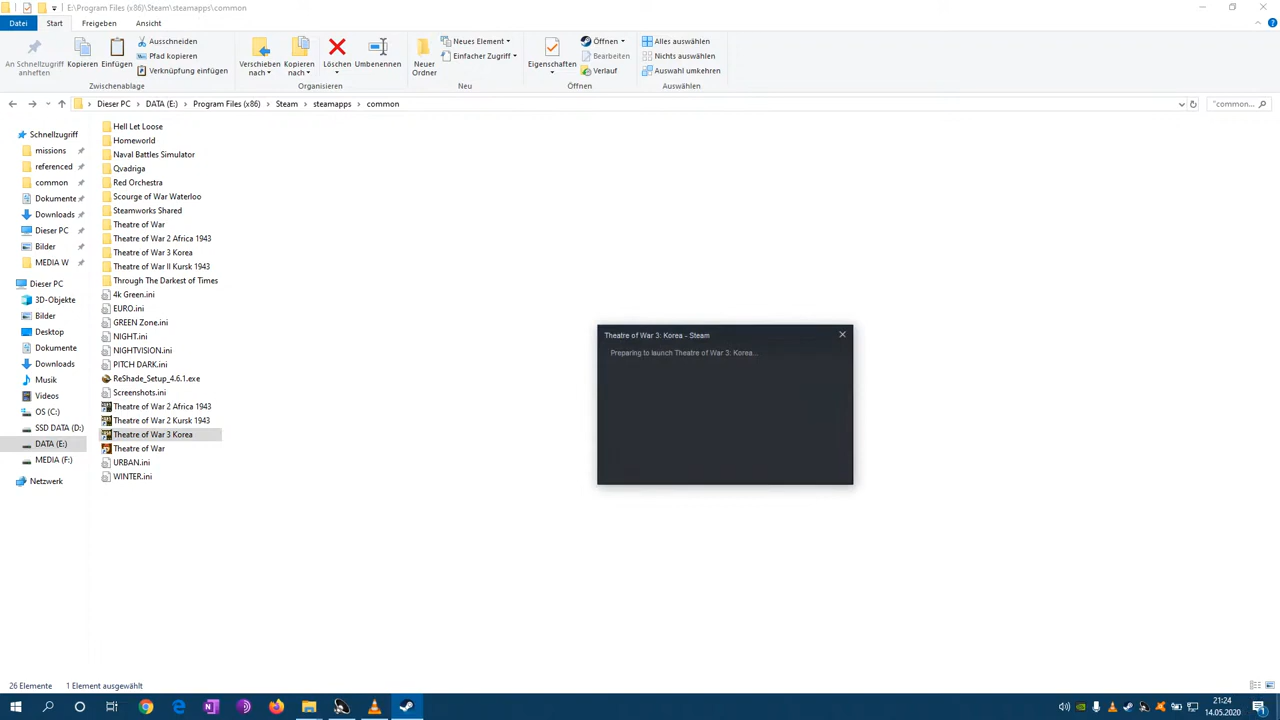 E:\Program Files (x86)\Steam\steamapps\common
Datei
Start
Freigeben
Ansicht
An Schnellzugriff
anheften
Kopieren
Einfügen
Ausschneiden
Pfad kopieren
Verknüpfung einfügen
Zwischenablage
Verschieben
nach
Kopieren
nach
Löschen
Umbenennen
Organisieren
Neuer
Ordner
Neues Element
Einfacher Zugriff
Neu
Eigenschaften
Öffnen
Bearbeiten
Verlauf
Öffnen
Alles auswählen
Nichts auswählen
Auswahl umkehren
Auswählen
Dieser PC > DATA (E:) > Program Files (x86) > Steam > steamapps > common
"common...
Schnellzugriff
missions
referenced
common
Dokumente
Downloads
Dieser PC
Bilder
MEDIA W
Dieser PC
3D-Objekte
Bilder
Desktop
Dokumente
Downloads
Musik
Videos
OS (C:)
SSD DATA (D:)
DATA (E:)
MEDIA (F:)
Netzwerk
Hell Let Loose
Homeworld
Naval Battles Simulator
Qvadriga
Red Orchestra
Scourge of War Waterloo
Steamworks Shared
Theatre of War
Theatre of War 2 Africa 1943
Theatre of War 3 Korea
Theatre of War II Kursk 1943
Through The Darkest of Times
4k Green.ini
EURO.ini
GREEN Zone.ini
NIGHT.ini
NIGHTVISION.ini
PITCH DARK.ini
ReShade_Setup_4.6.1.exe
Screenshots.ini
Theatre of War 2 Africa 1943
Theatre of War 2 Kursk 1943
Theatre of War 3 Korea
Theatre of War
URBAN.ini
WINTER.ini
Theatre of War 3: Korea - Steam
Preparing to launch Theatre of War 3: Korea...
26 Elemente
1 Element ausgewählt
21:24
14.05.2020